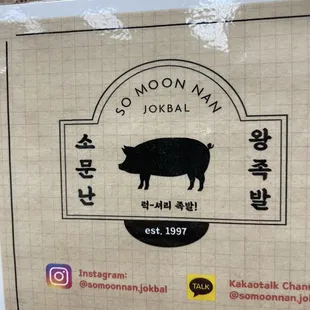 SO MOON NAN
JOKBAL
소문난
왕족발
럭-셔리 족발!
est. 1997
Instagram:
@somoonnan.jokbal
TALK
Kakaotalk Chann
@somoonnan.jokba